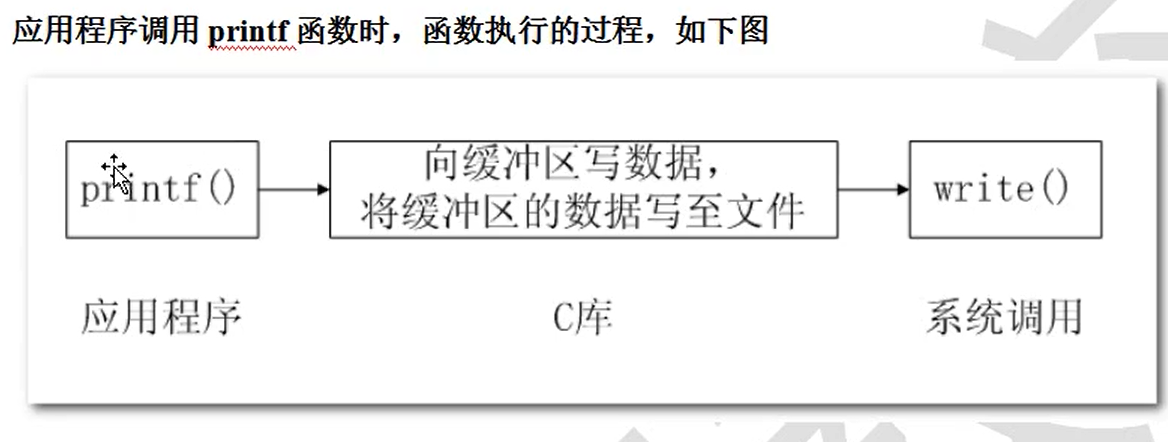 应用程序调用 printf 函数时，函数执行的过程，如下图
printf()
向缓冲区写数据，
将缓冲区的数据写至文件
write()
应用程序
C库
系统调用